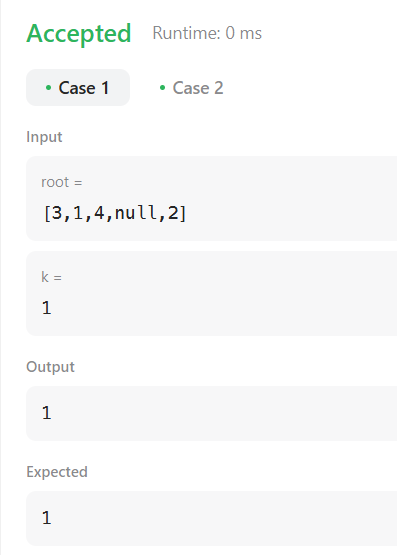 Accepted Runtime: 0 ms
• Case 1 • Case 2
Input
root =
[3,1,4,null,2]
k =
1
Output
1
Expected
1